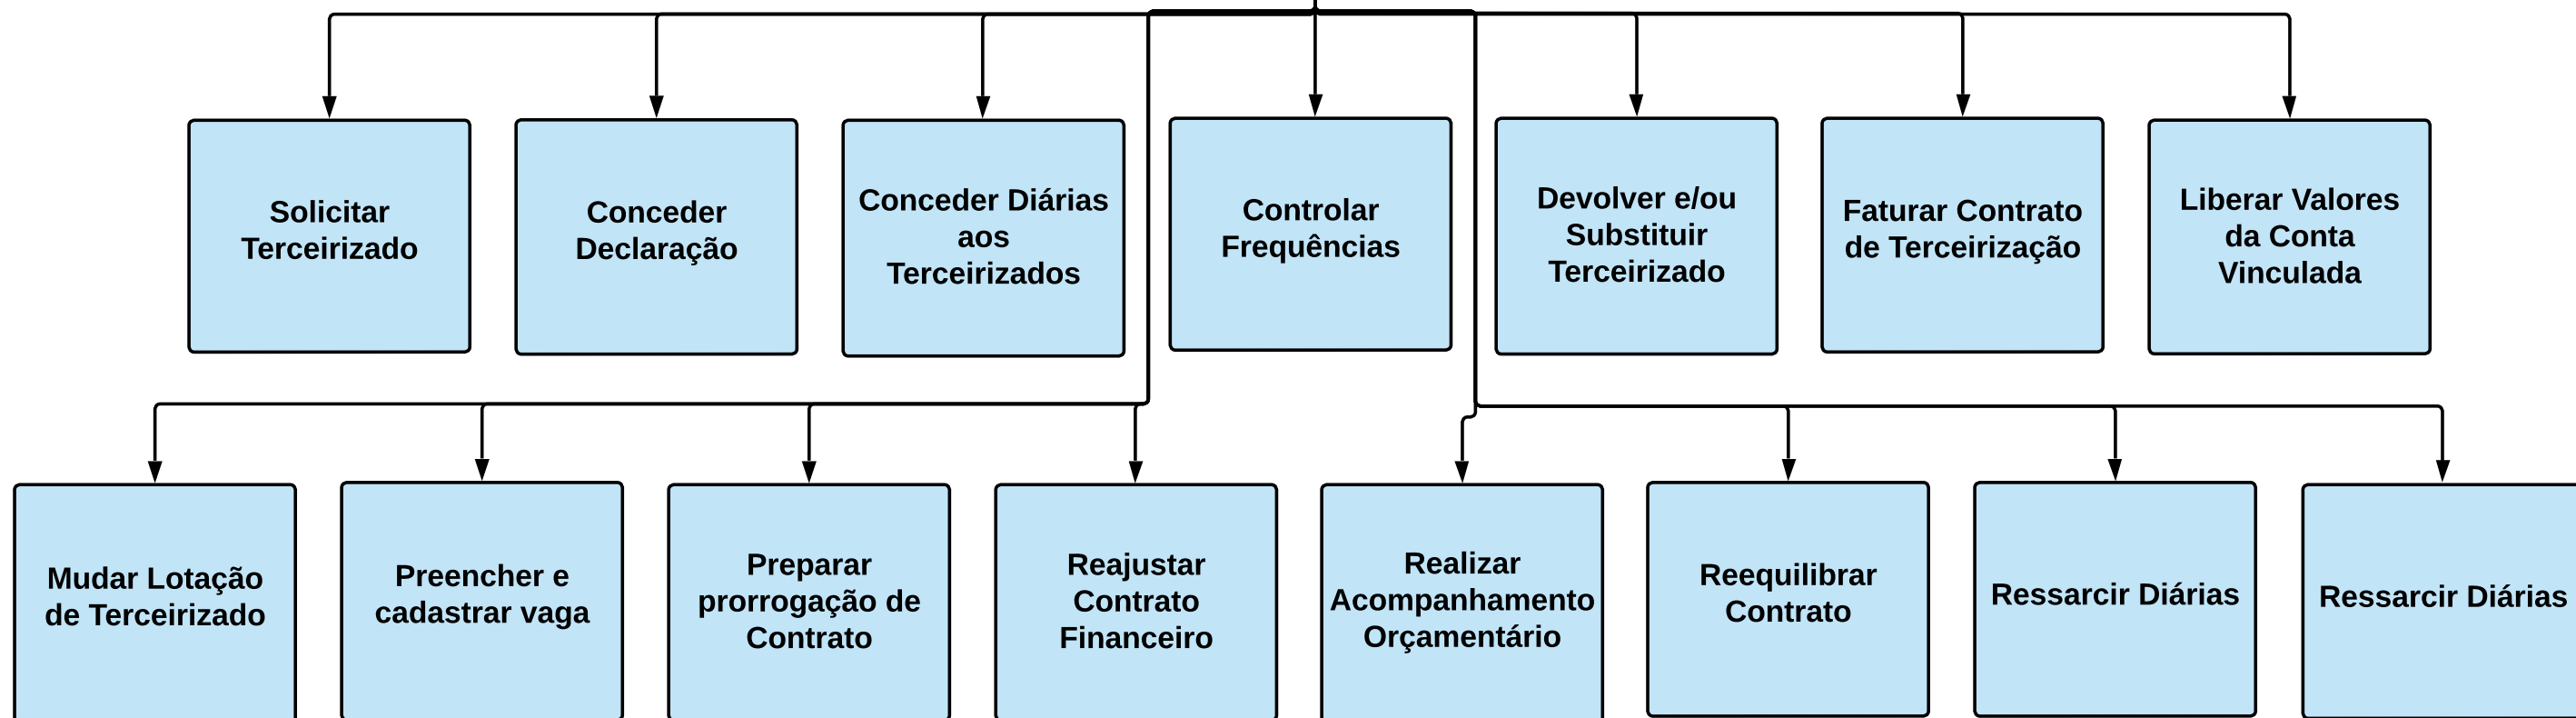 Solicitar
Terceirizado
Conceder
Declaração
Conceder Diárias
aos
Terceirizados
Controlar
Frequências
Devolver e/ou
Substituir
Terceirizado
Faturar Contrato
de Terceirização
Liberar Valores
da Conta
Vinculada
Mudar Lotação
de Terceirizado
Preencher e
cadastrar vaga
Preparar
prorrogação de
Contrato
Reajustar
Contrato
Financeiro
Realizar
Acompanhamento
Orçamentário
Reequilibrar
Contrato
Ressarcir Diárias
Ressarcir Diárias